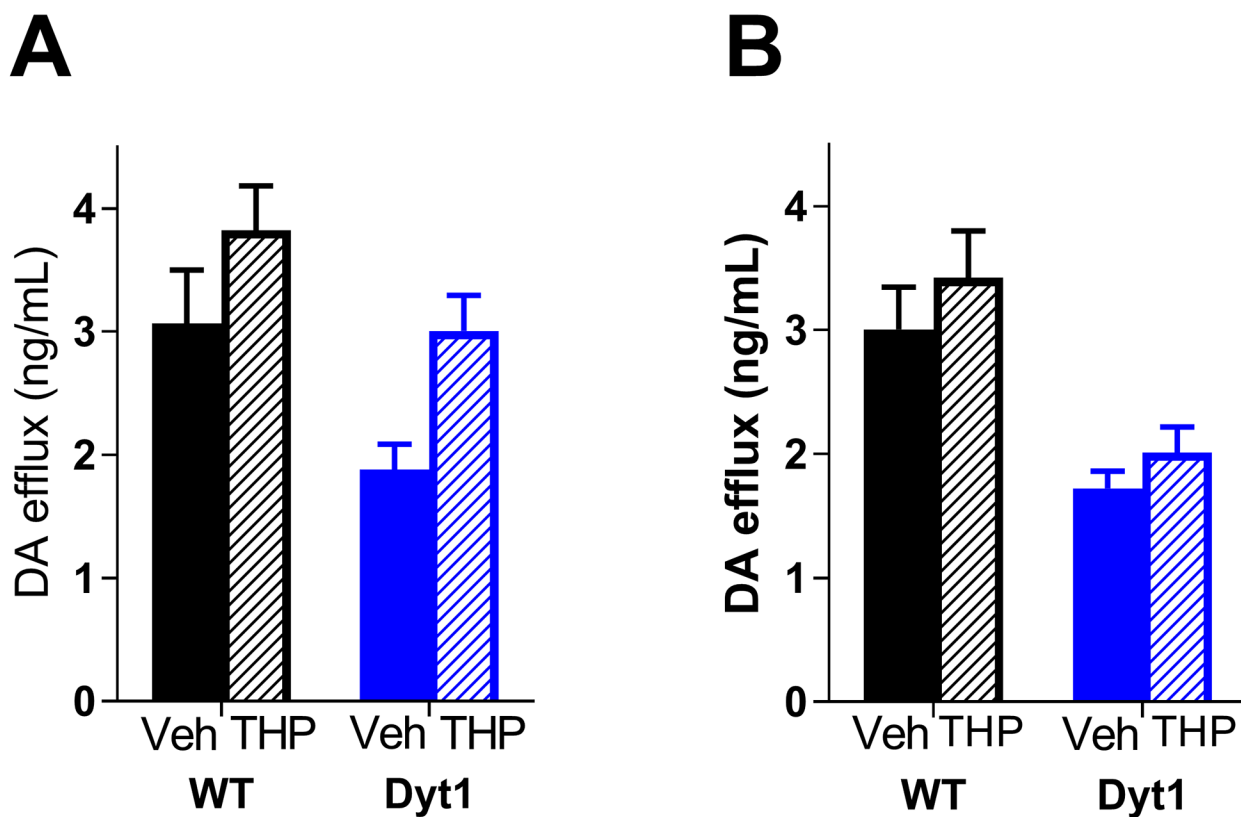 A
DA efflux (ng/mL)
4
3
2
1
0
Veh THP Veh THP
WT Dyt1
B
DA efflux (ng/mL)
4
3
2
1
0
Veh THP Veh THP
WT Dyt1